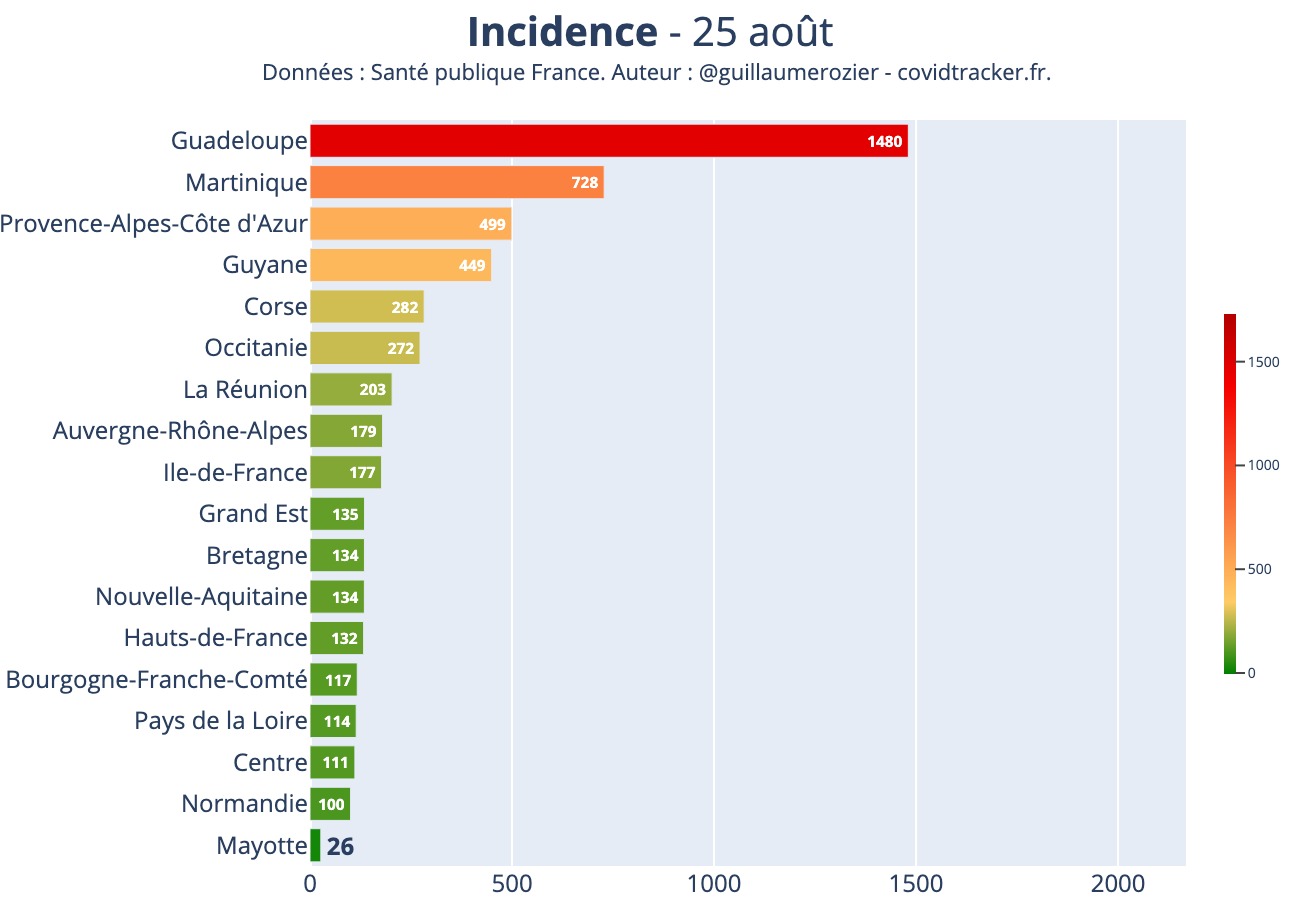 Incidence - 25 août
Données : Santé publique France. Auteur : @guillaumerozier - covidtracker.fr.
Guadeloupe 1480
Martinique 728
Provence-Alpes-Côte d'Azur 499
Guyane 449
Corse 282
Occitanie 272
La Réunion 203
Auvergne-Rhône-Alpes 179
Ile-de-France 177
Grand Est 135
Bretagne 134
Nouvelle-Aquitaine 134
Hauts-de-France 132
Bourgogne-Franche-Comté 117
Pays de la Loire 114
Centre 111
Normandie 100
Mayotte 26
0 500 1000 1500 2000
1500
1000
500
0